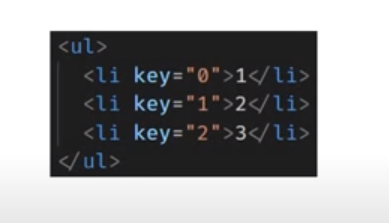 <ul>
<li key="0">1</li>
<li key="1">2</li>
<li key="2">3</li>
</ul>